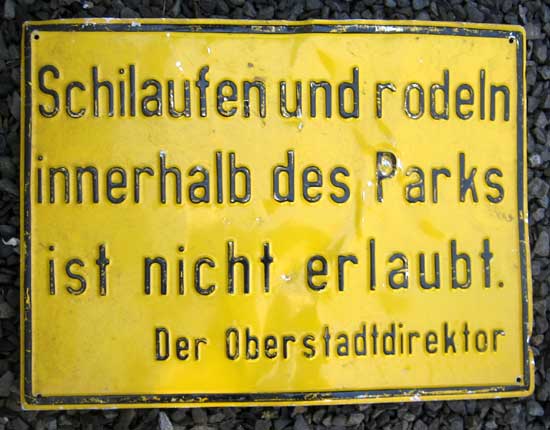 Schilaufen und rodeln
innerhalb des Parks
ist nicht erlaubt.
Der Oberstadtdirektor